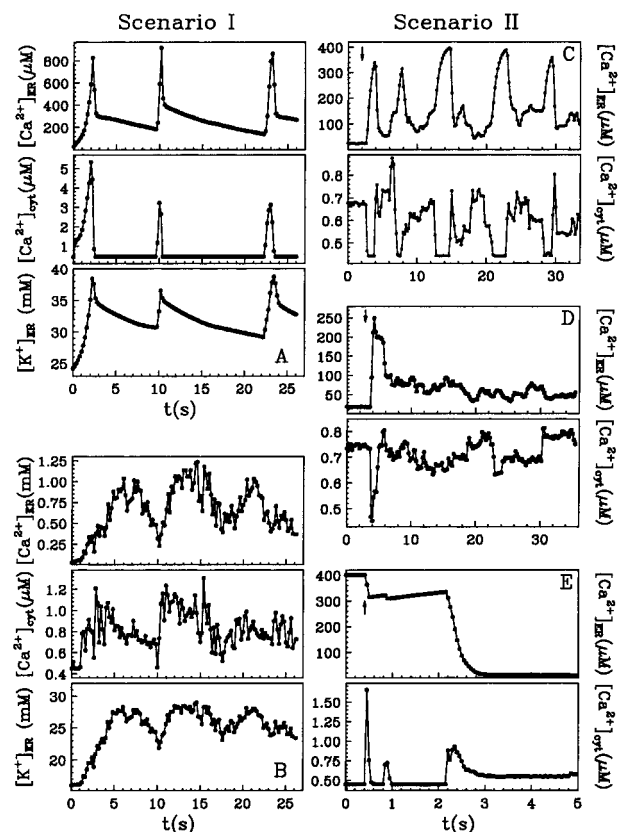 Scenario I
Scenario II
800
600
400
200
[Ca2+]ER(μM)
5
4
3
2
1
[Ca2+]cyt(μM)
40
35
30
25
[K+]ER (mM)
A
0 5 10 15 20 25
t(s)
1.25
1.00
0.75
0.50
0.25
[Ca2+]ER(mM)
1.2
1.0
0.8
0.6
0.4
[Ca2+]cyt(μM)
25
20
[K+]ER (mM)
B
0 5 10 15 20 25
t(s)
400
300
200
100
C
[Ca2+]ER(μM)
0.8
0.7
0.6
0.5
[Ca2+]cyt(μM)
0 10 20 30
250
200
150
100
50
D
[Ca2+]ER(μM)
0.8
0.7
0.6
0.5
[Ca2+]cyt(μM)
0 10 20 30
400
300
200
100
E
[Ca2+]ER(μM)
1.50
1.25
1.00
0.75
0.50
[Ca2+]cyt(μM)
0 1 2 3 4 5
t(s)